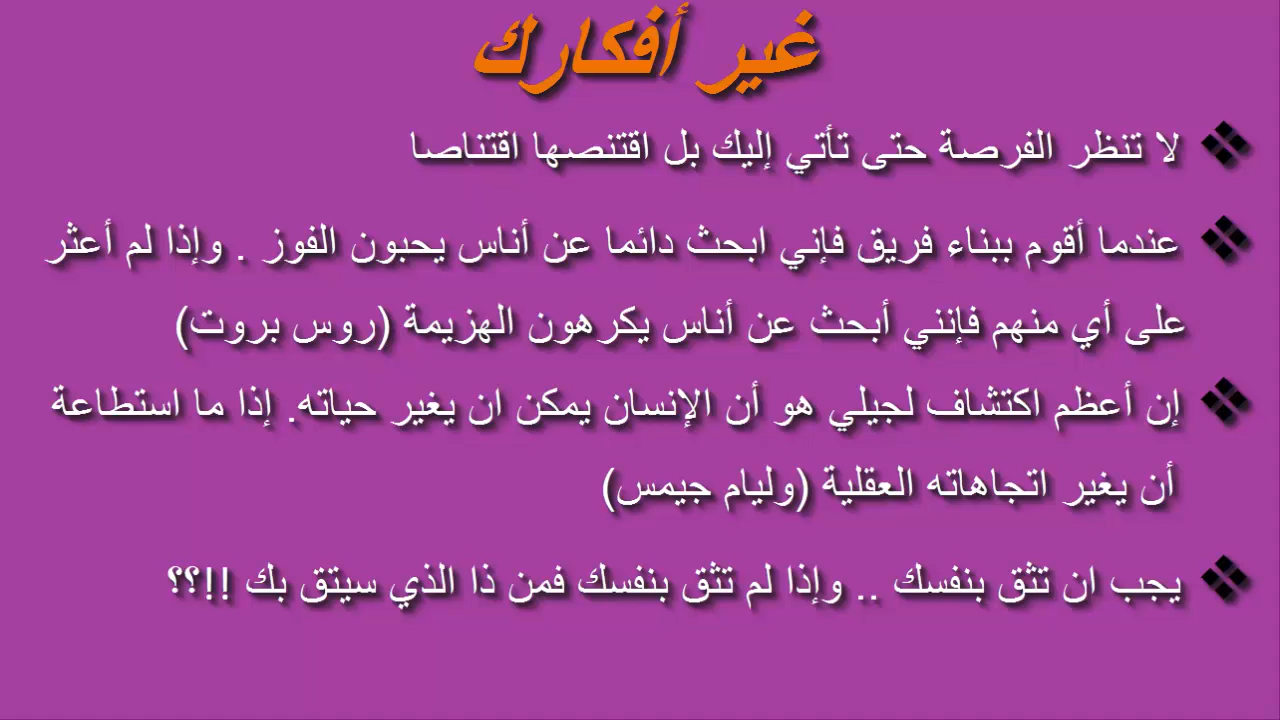 غير أفكارك
لا تنظر الفرصة حتى تأتي إليك بل اقتنصها اقتناصا
عندما أقوم ببناء فريق فإني ابحث دائما عن أناس يحبون الفوز . وإذا لم أعثر
على أي منهم فإنني أبحث عن أناس يكرهون الهزيمة (روس بروت)
إن أعظم اكتشاف لجيلي هو أن الإنسان يمكن ان يغير حياته. إذا ما استطاعة
أن يغير اتجاهاته العقلية (وليام جيمس)
يجب ان تثق بنفسك .. وإذا لم تثق بنفسك فمن ذا الذي سيتق بك !!؟؟